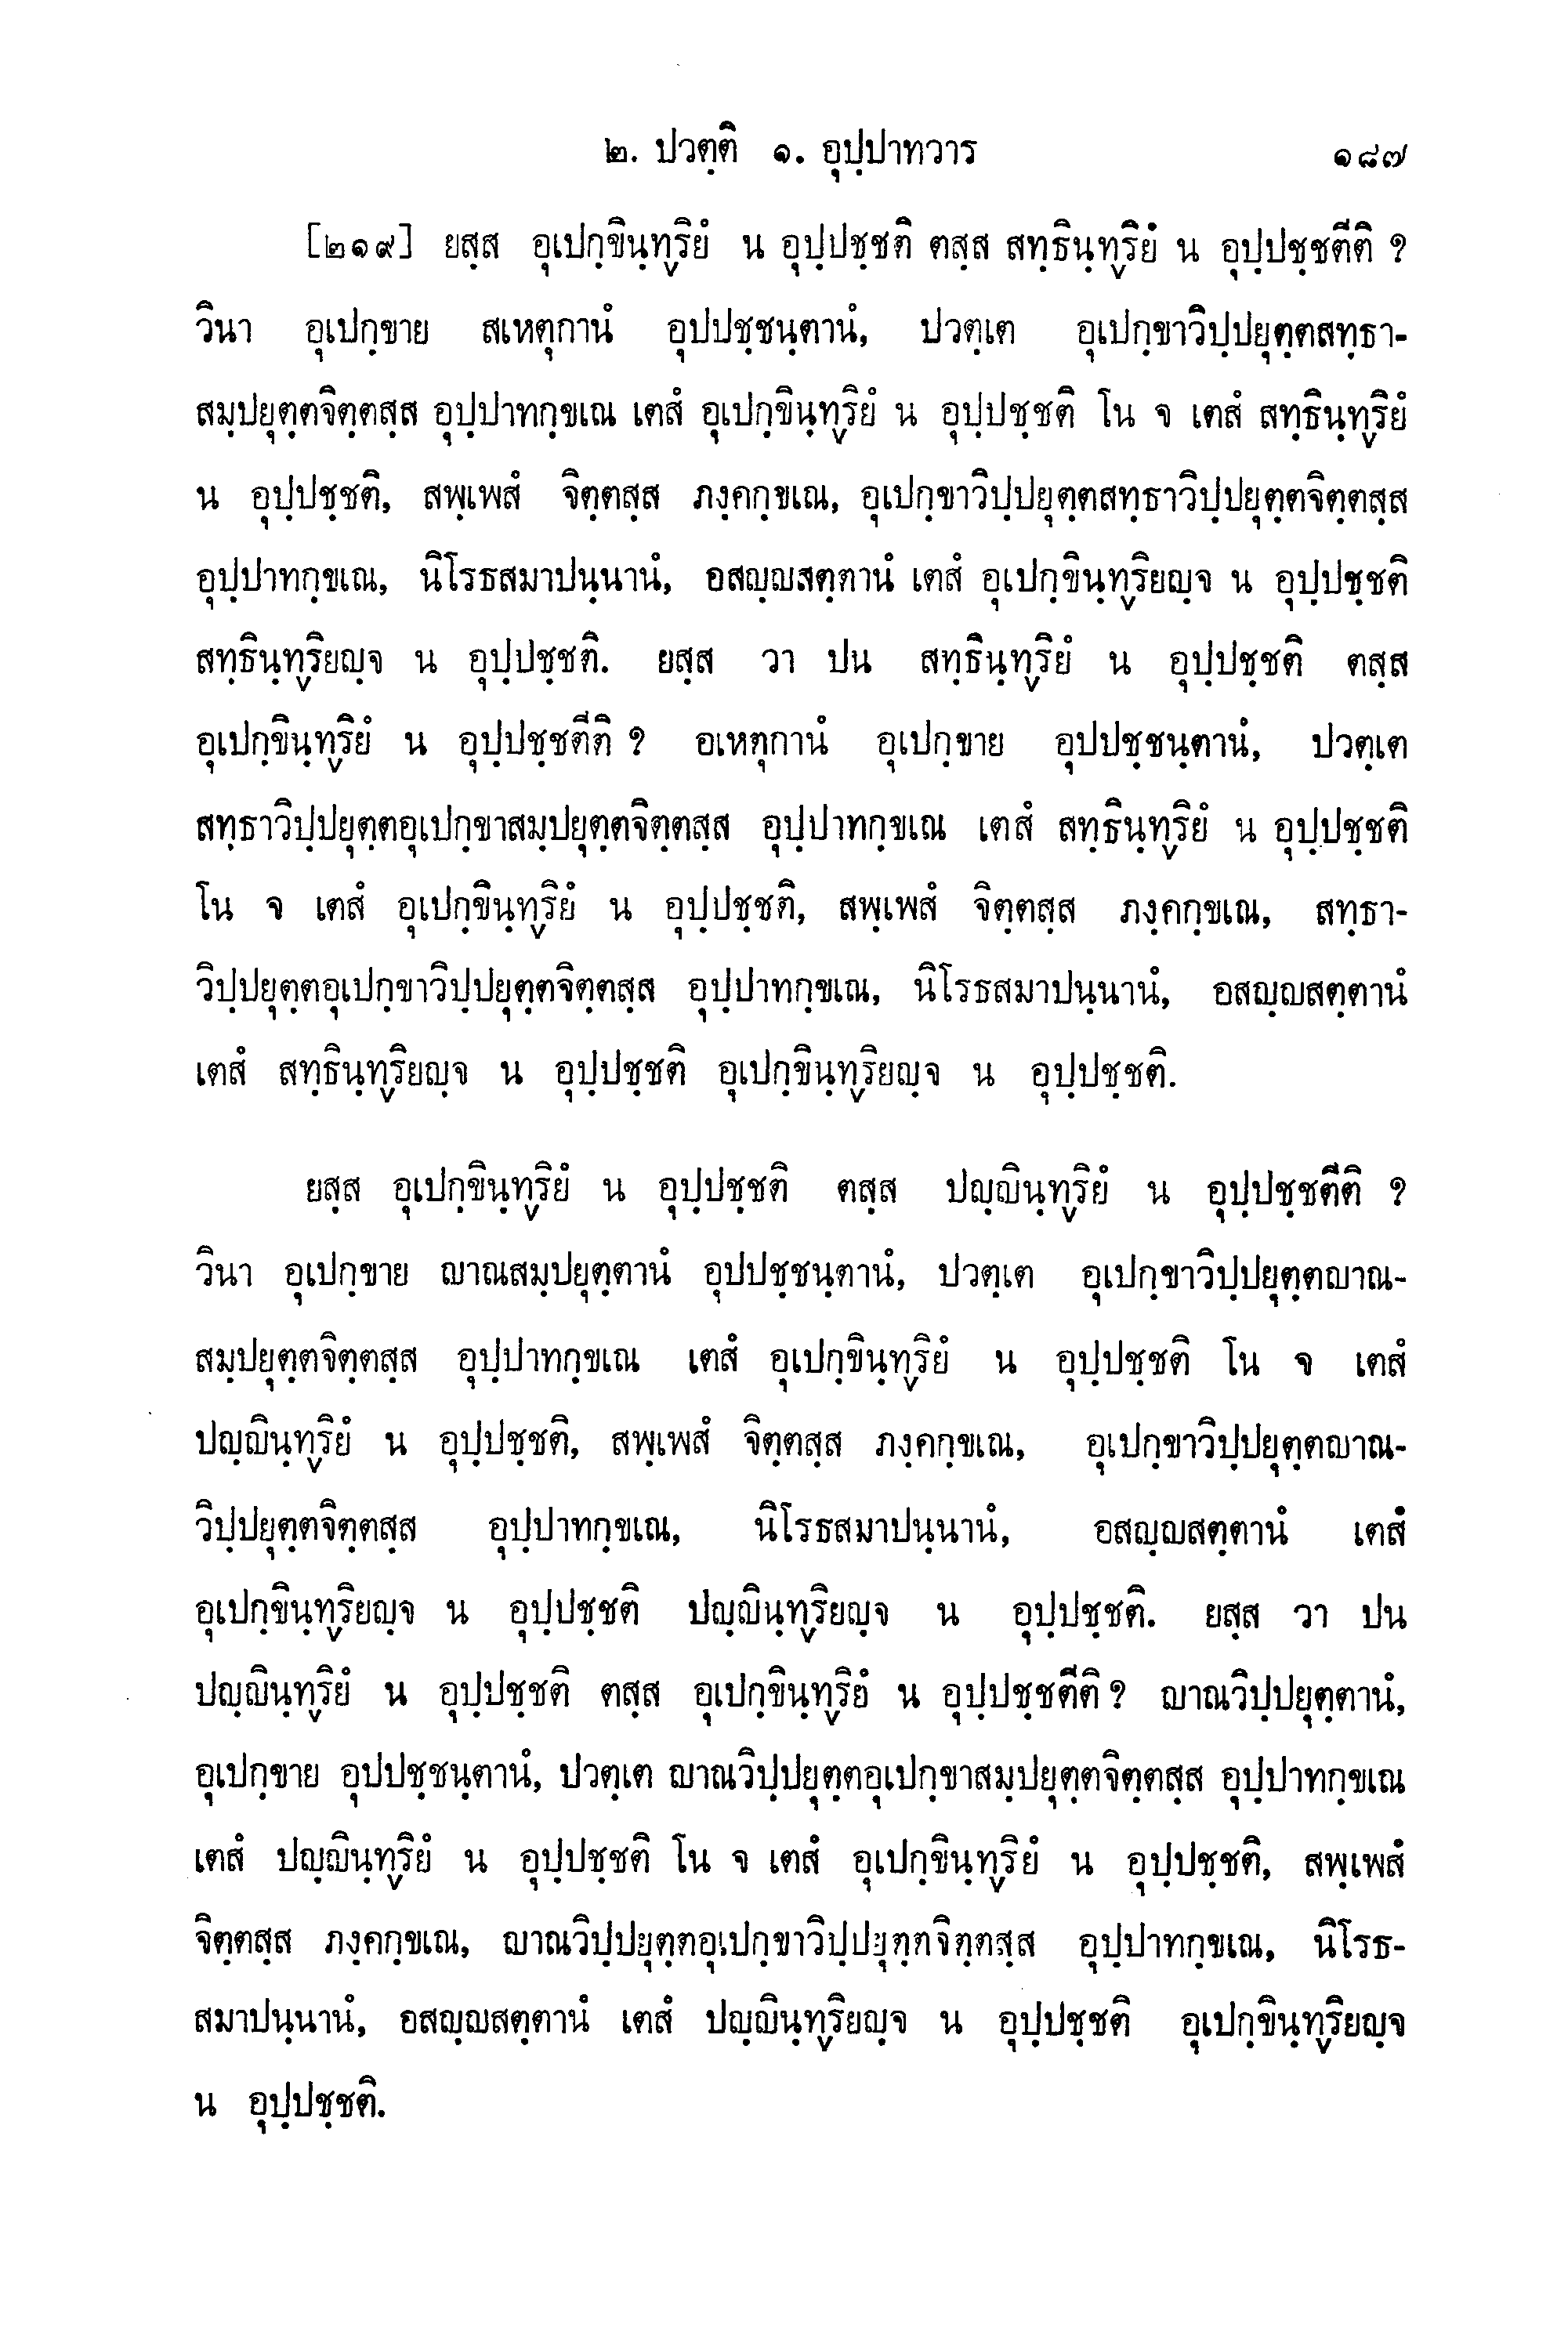 ๒. ปวตฺติ ๑. อุปฺปาทวาร ๑๘๗
[๒๑๙] ยสฺส อุเปกฺขินฺทฺริยํ น อุปฺปชฺชติ ตสฺส สทฺธินฺทฺริยํ น อุปฺปชฺชตีติ ?
วินา อุเปกฺขาย สเหตุกานํ อุปปชฺชนฺตานํ, ปวตฺเต อุเปกฺขาวิปฺปยุตฺตสทฺธา-
สมฺปยุตฺตจิตฺตสฺส อุปฺปาทกฺขเณ เตสํ อุเปกฺขินฺทฺริยํ น อุปฺปชฺชติ โน จ เตสํ สทฺธินฺทฺริยํ
น อุปฺปชฺชติ, สพฺเพสํ จิตฺตสฺส ภงฺคกฺขเณ, อุเปกฺขาวิปฺปยุตฺตสทฺธาวิปฺปยุตฺตจิตฺตสฺส
อุปฺปาทกฺขเณ, นิโรธสมาปนฺนานํ, อสญฺญสตฺตานํ เตสํ อุเปกฺขินฺทฺริยญฺจ น อุปฺปชฺชติ
สทฺธินฺทฺริยญฺจ น อุปฺปชฺชติ. ยสฺส วา ปน สทฺธินฺทฺริยํ น อุปฺปชฺชติ ตสฺส
อุเปกฺขินฺทฺริยํ น อุปฺปชฺชตีติ ? อเหตุกานํ อุเปกฺขาย อุปปชฺชนฺตานํ, ปวตฺเต
สทฺธาวิปฺปยุตฺตอุเปกฺขาสมฺปยุตฺตจิตฺตสฺส อุปฺปาทกฺขเณ เตสํ สทฺธินฺทฺริยํ น อุปฺปชฺชติ
โน จ เตสํ อุเปกฺขินฺทฺริยํ น อุปฺปชฺชติ, สพฺเพสํ จิตฺตสฺส ภงฺคกฺขเณ, สทฺธา-
วิปฺปยุตฺตอุเปกฺขาวิปฺปยุตฺตจิตฺตสฺส อุปฺปาทกฺขเณ, นิโรธสมาปนฺนานํ, อสญฺญสตฺตานํ
เตสํ สทฺธินฺทฺริยญฺจ น อุปฺปชฺชติ อุเปกฺขินฺทฺริยญฺจ น อุปฺปชฺชติ.
ยสฺส อุเปกฺขินฺทฺริยํ น อุปฺปชฺชติ ตสฺส ปญฺญินฺทฺริยํ น อุปฺปชฺชตีติ ?
วินา อุเปกฺขาย ญาณสมฺปยุตฺตานํ อุปปชฺชนฺตานํ, ปวตฺเต อุเปกฺขาวิปฺปยุตฺตญาณ-
สมฺปยุตฺตจิตฺตสฺส อุปฺปาทกฺขเณ เตสํ อุเปกฺขินฺทฺริยํ น อุปฺปชฺชติ โน จ เตสํ
ปญฺญินฺทฺริยํ น อุปฺปชฺชติ, สพฺเพสํ จิตฺตสฺส ภงฺคกฺขเณ, อุเปกฺขาวิปฺปยุตฺตญาณ-
วิปฺปยุตฺตจิตฺตสฺส อุปฺปาทกฺขเณ, นิโรธสมาปนฺนานํ, อสญฺญสตฺตานํ เตสํ
อุเปกฺขินฺทฺริยญฺจ น อุปฺปชฺชติ ปญฺญินฺทฺริยญฺจ น อุปฺปชฺชติ. ยสฺส วา ปน
ปญฺญินฺทฺริยํ น อุปฺปชฺชติ ตสฺส อุเปกฺขินฺทฺริยํ น อุปฺปชฺชตีติ ? ญาณวิปฺปยุตฺตานํ,
อุเปกฺขาย อุปปชฺชนฺตานํ, ปวตฺเต ญาณวิปฺปยุตฺตอุเปกฺขาสมฺปยุตฺตจิตฺตสฺส อุปฺปาทกฺขเณ
เตสํ ปญฺญินฺทฺริยํ น อุปฺปชฺชติ โน จ เตสํ อุเปกฺขินฺทฺริยํ น อุปฺปชฺชติ, สพฺเพสํ
จิตฺตสฺส ภงฺคกฺขเณ, ญาณวิปฺปยุตฺตอุเปกฺขาวิปฺปยุตฺตจิตฺตสฺส อุปฺปาทกฺขเณ, นิโรธ-
สมาปนฺนานํ, อสญฺญสตฺตานํ เตสํ ปญฺญินฺทฺริยญฺจ น อุปฺปชฺชติ อุเปกฺขินฺทฺริยญฺจ
น อุปฺปชฺชติ.